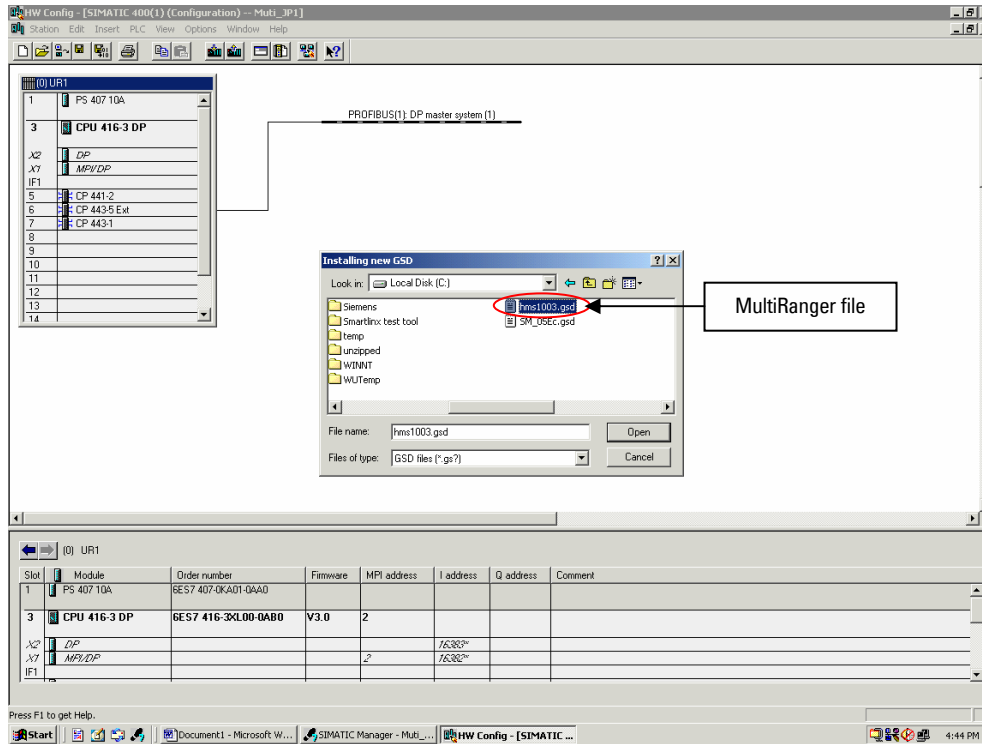 HW Config - [SIMATIC 400(1) (Configuration) -- Muti_JP1]
Station Edit Insert PLC View Options Window Help
(0) UR1
1 PS 407 10A
3 CPU 416-3 DP
X2 DP
X1 MPI/DP
IF1
5 CP 441-2
6 CP 443-5 Ext
7 CP 443-1
8
9
10
11
12
13
14
PROFIBUS(1): DP master system (1)
Installing new GSD
Look in: Local Disk (C:)
Siemens
Smartlinx test tool
temp
unzipped
WINNT
WUTemp
hms1003.gsd
SM_05Ec.gsd
File name: hms1003.gsd Open
Files of type: GSD files (*.gs?) Cancel
MultiRanger file
(0) UR1
Slot Module Order number Firmware MPI address I address Q address Comment
1 PS 407 10A 6ES7 407-0KA01-0AA0
3 CPU 416-3 DP 6ES7 416-3XL00-0AB0 V3.0 2
X2 DP 16383*
X1 MPI/DP 2 16382*
IF1
Press F1 to get Help.
Start Document1 - Microsoft W... SIMATIC Manager - Muti_... HW Config - [SIMATIC ... 4:44 PM